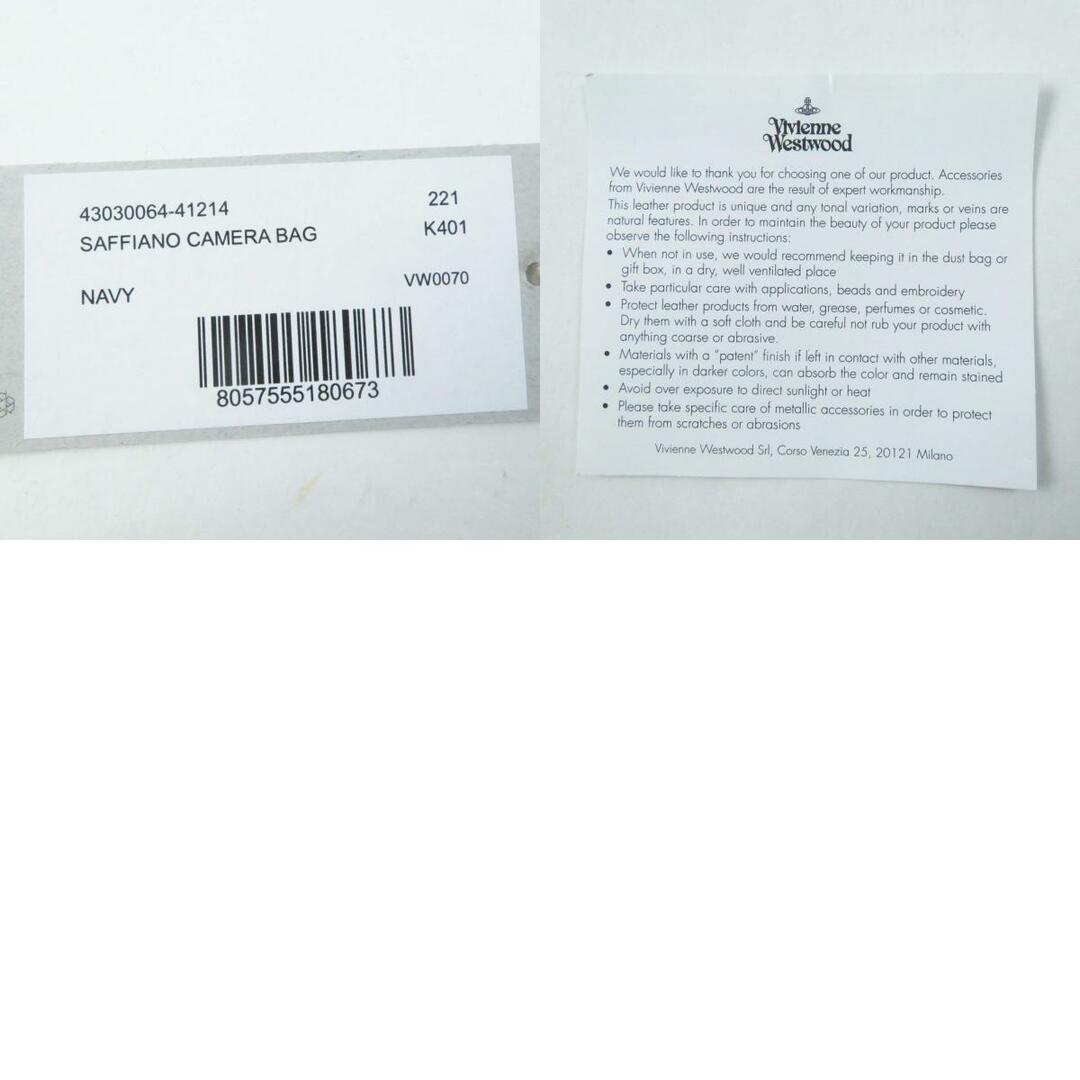 43030064-41214 221
SAFFIANO CAMERA BAG K401
NAVY VW0070
8057555180673
Vivienne
Westwood
We would like to thank you for choosing one of our product. Accessories
from Vivienne Westwood are the result of expert workmanship.
This leather product is unique and any tonal variation, marks or veins are
natural features. In order to maintain the beauty of your product please
observe the following instructions:
• When not in use, we would recommend keeping it in the dust bag or
gift box, in a dry, well ventilated place
• Take particular care with applications, beads and embroidery
• Protect leather products from water, grease, perfumes or cosmetic.
Dry them with a soft cloth and be careful not rub your product with
anything coarse or abrasive.
• Materials with a "patent" finish if left in contact with other materials,
especially in darker colors, can absorb the color and remain stained
• Avoid over exposure to direct sunlight or heat
• Please take specific care of metallic accessories in order to protect
them from scratches or abrasions
Vivienne Westwood Srl, Corso Venezia 25, 20121 Milano